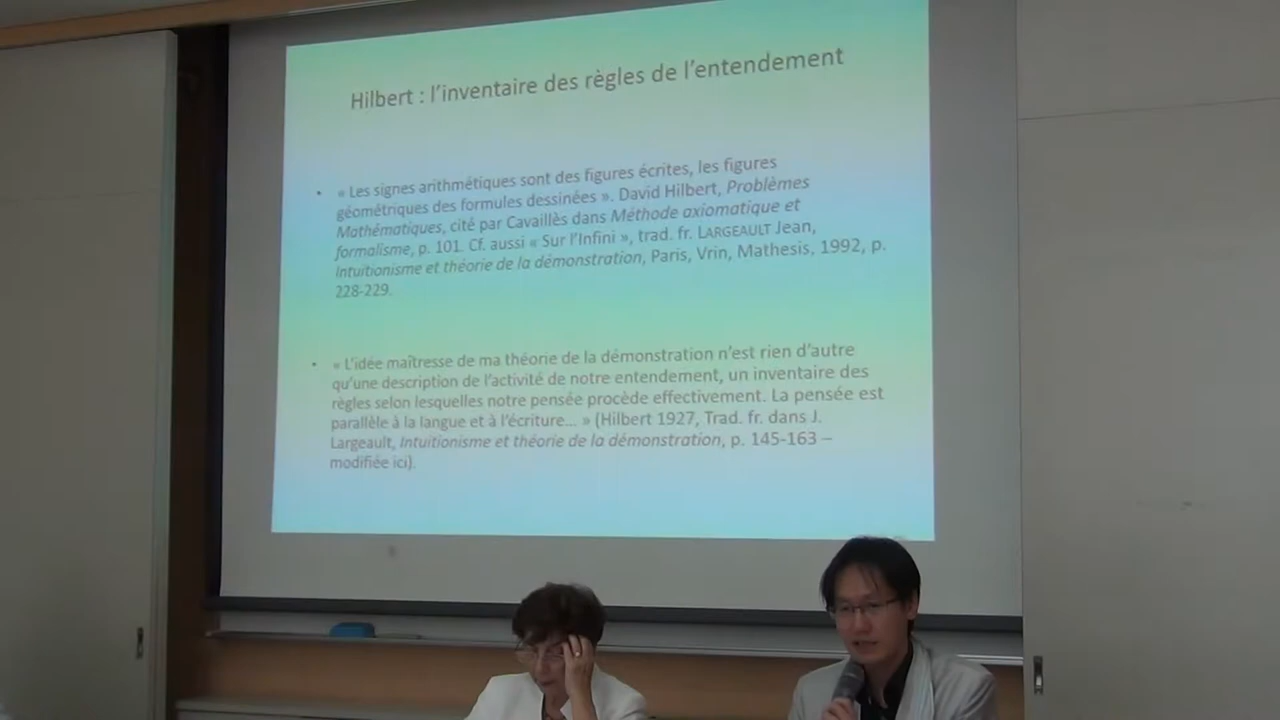 Hilbert : l'inventaire des règles de l'entendement
• « Les signes arithmétiques sont des figures écrites, les figures
géométriques des formules dessinées ». David Hilbert, Problèmes
Mathématiques, cité par Cavaillès dans Méthode axiomatique et
formalisme, p. 101. Cf. aussi « Sur l'Infini », trad. fr. LARGEAULT Jean,
Intuitionisme et théorie de la démonstration, Paris, Vrin, Mathesis, 1992, p.
228-229.
• « L'idée maîtresse de ma théorie de la démonstration n'est rien d'autre
qu'une description de l'activité de notre entendement, un inventaire des
règles selon lesquelles notre pensée procède effectivement. La pensée est
parallèle à la langue et à l'écriture... » (Hilbert 1927, Trad. fr. dans J.
Largeault, Intuitionisme et théorie de la démonstration, p. 145-163 –
modifiée ici).